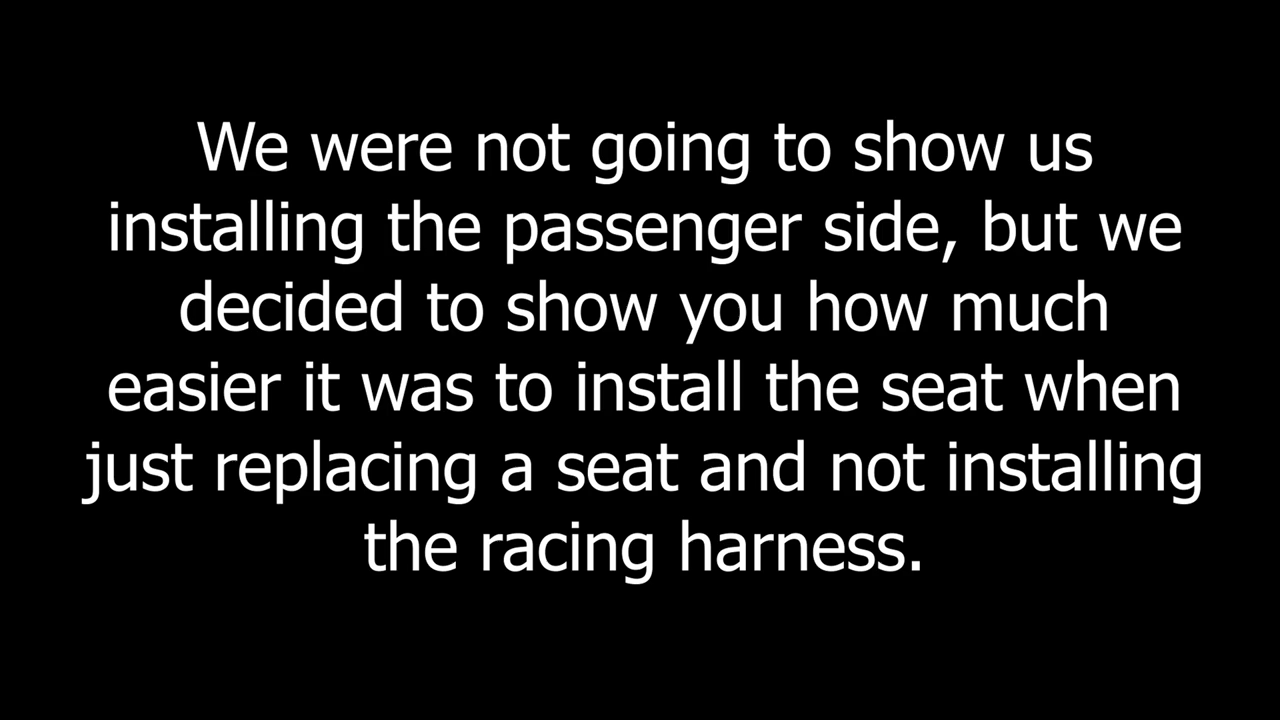 We were not going to show us
installing the passenger side, but we
decided to show you how much
easier it was to install the seat when
just replacing a seat and not installing
the racing harness.